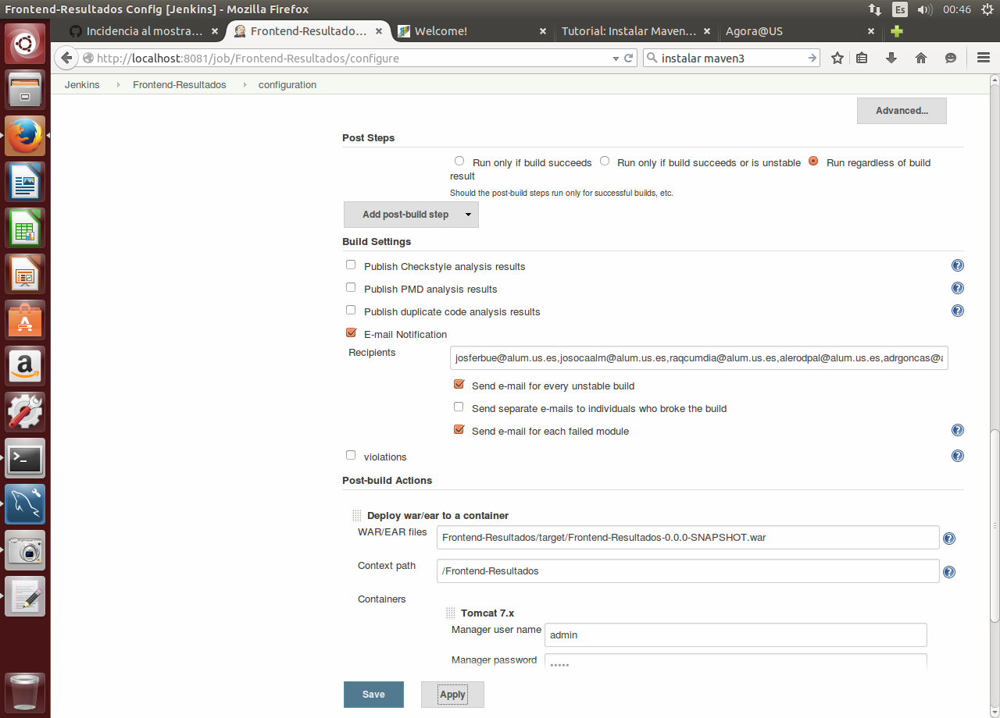 Frontend-Resultados Config [Jenkins] - Mozilla Firefox
Es
00:46
Incidencia al mostra...
Frontend-Resultado...
Welcome!
Tutorial: Instalar Maven...
Agora@US
http://localhost:8081/job/Frontend-Resultados/configure
instalar maven3
Jenkins
Frontend-Resultados
configuration
Advanced...
Post Steps
Run only if build succeeds
Run only if build succeeds or is unstable
Run regardless of build
result
Should the post-build steps run only for successful builds, etc.
Add post-build step
Build Settings
Publish Checkstyle analysis results
Publish PMD analysis results
Publish duplicate code analysis results
E-mail Notification
Recipients
josferbue@alum.us.es,josocaalm@alum.us.es,raqcumdia@alum.us.es,alerodpal@alum.us.es,adrgoncas@a
Send e-mail for every unstable build
Send separate e-mails to individuals who broke the build
Send e-mail for each failed module
violations
Post-build Actions
Deploy war/ear to a container
WAR/EAR files
Frontend-Resultados/target/Frontend-Resultados-0.0.0-SNAPSHOT.war
Context path
/Frontend-Resultados
Containers
Tomcat 7.x
Manager user name
admin
Manager password
•••••
Save
Apply